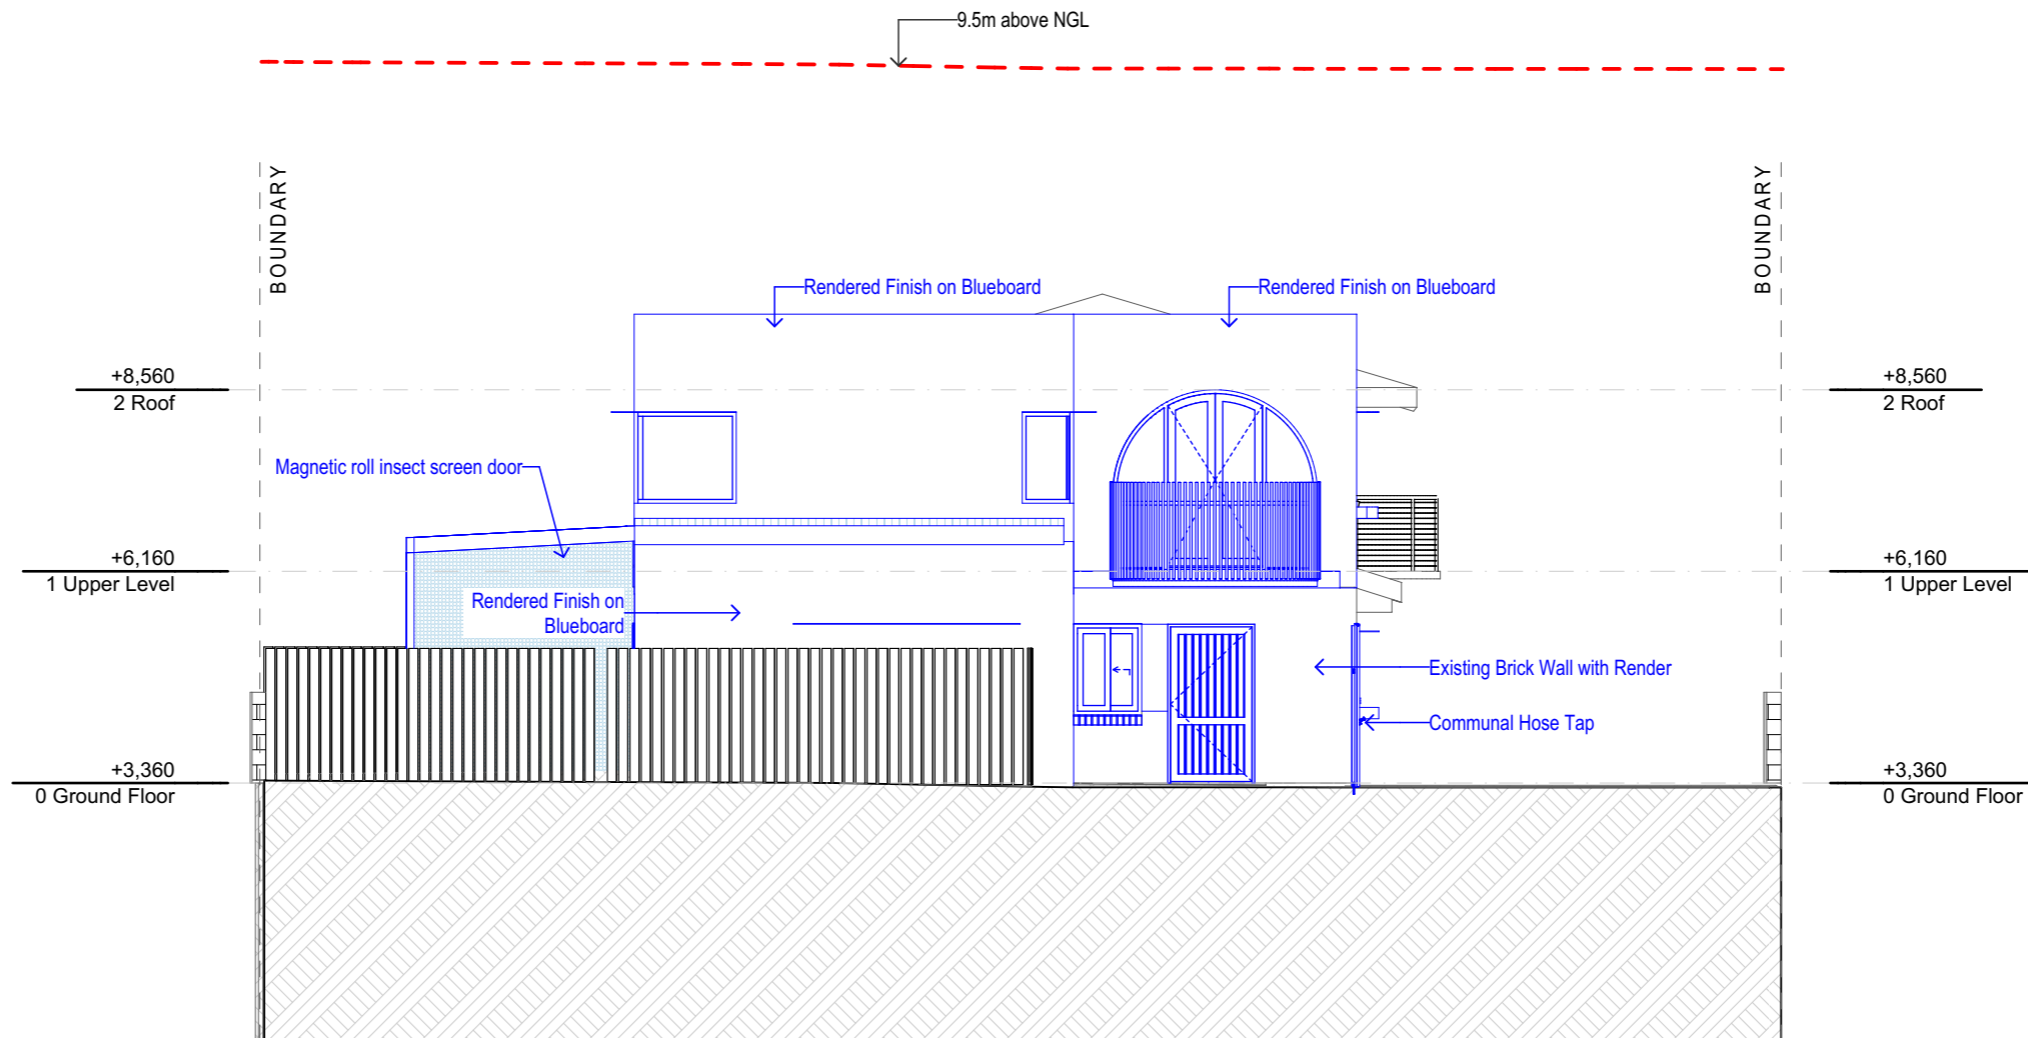 9.5m above NGL
BOUNDARY
BOUNDARY
Rendered Finish on Blueboard
Rendered Finish on Blueboard
+8,560
2 Roof
+8,560
2 Roof
Magnetic roll insect screen door
+6,160
1 Upper Level
+6,160
1 Upper Level
Rendered Finish on
Blueboard
Existing Brick Wall with Render
Communal Hose Tap
+3,360
0 Ground Floor
+3,360
0 Ground Floor